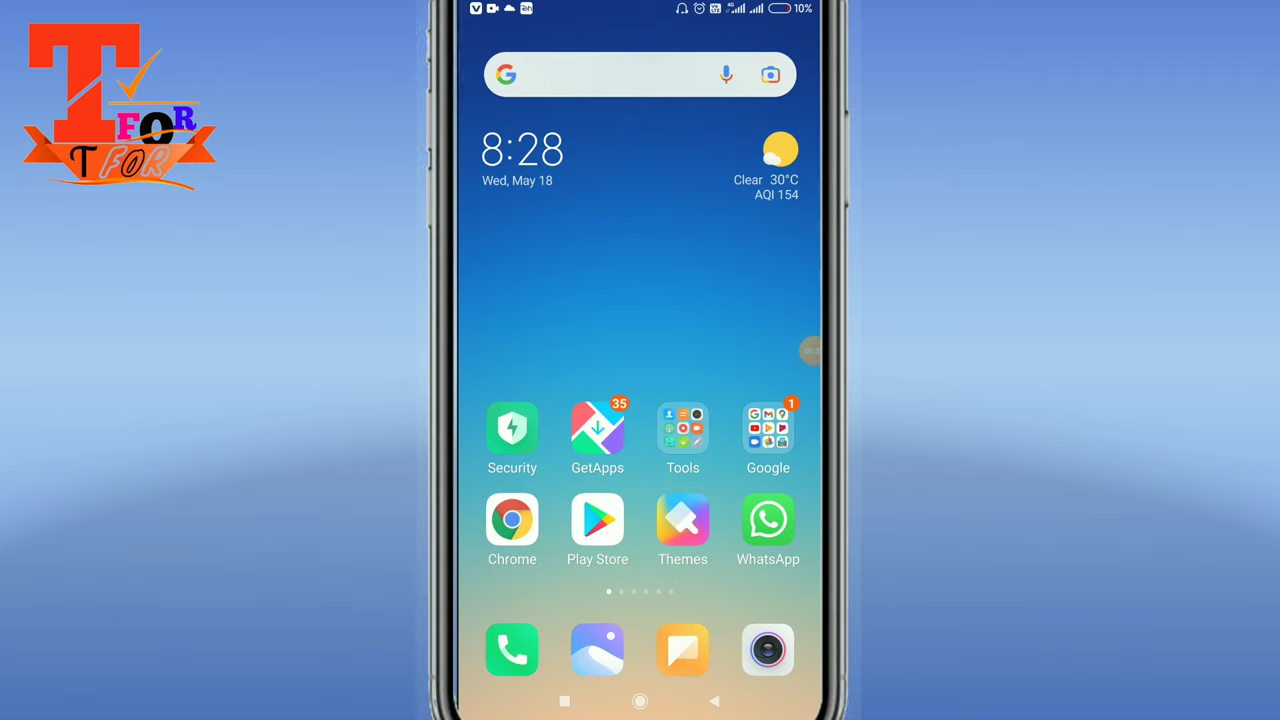 T
FOR
T FOR
10%
8:28
Wed, May 18
Clear 30°C
AQI 154
35
1
Security
GetApps
Tools
Google
Chrome
Play Store
Themes
WhatsApp